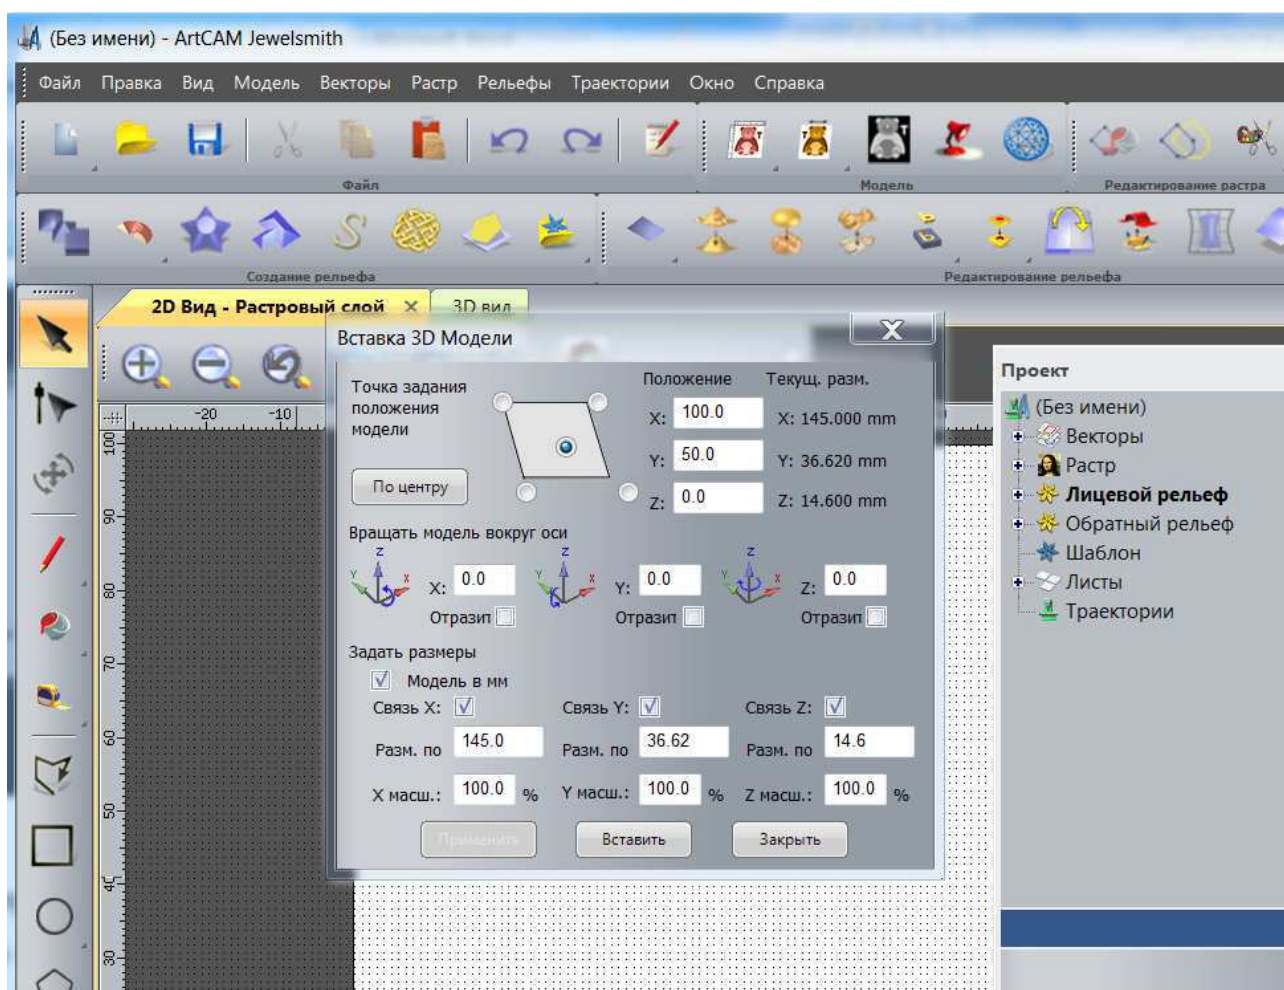 (Без имени) - ArtCAM Jewelsmith
Файл Правка Вид Модель Векторы Растр Рельефы Траектории Окно Справка
Файл Модель Редактирование растра
Создание рельефа Редактирование рельефа
2D Вид - Растровый слой 3D вид
Вставка 3D Модели
X
Точка задания
положения
модели
По центру
Положение Текущ. разм.
X: 100.0 X: 145.000 mm
Y: 50.0 Y: 36.620 mm
Z: 0.0 Z: 14.600 mm
Вращать модель вокруг оси
X: 0.0 Y: 0.0 Z: 0.0
Отразит Отразит Отразит
Задать размеры
Модель в мм
Связь X: Связь Y: Связь Z:
Разм. по 145.0 Разм. по 36.62 Разм. по 14.6
X масш.: 100.0 % Y масш.: 100.0 % Z масш.: 100.0 %
Применить Вставить Закрыть
Проект
(Без имени)
Векторы
Растр
Лицевой рельеф
Обратный рельеф
Шаблон
Листы
Траектории
-20 -10
100
90
80
70
60
50
40
30